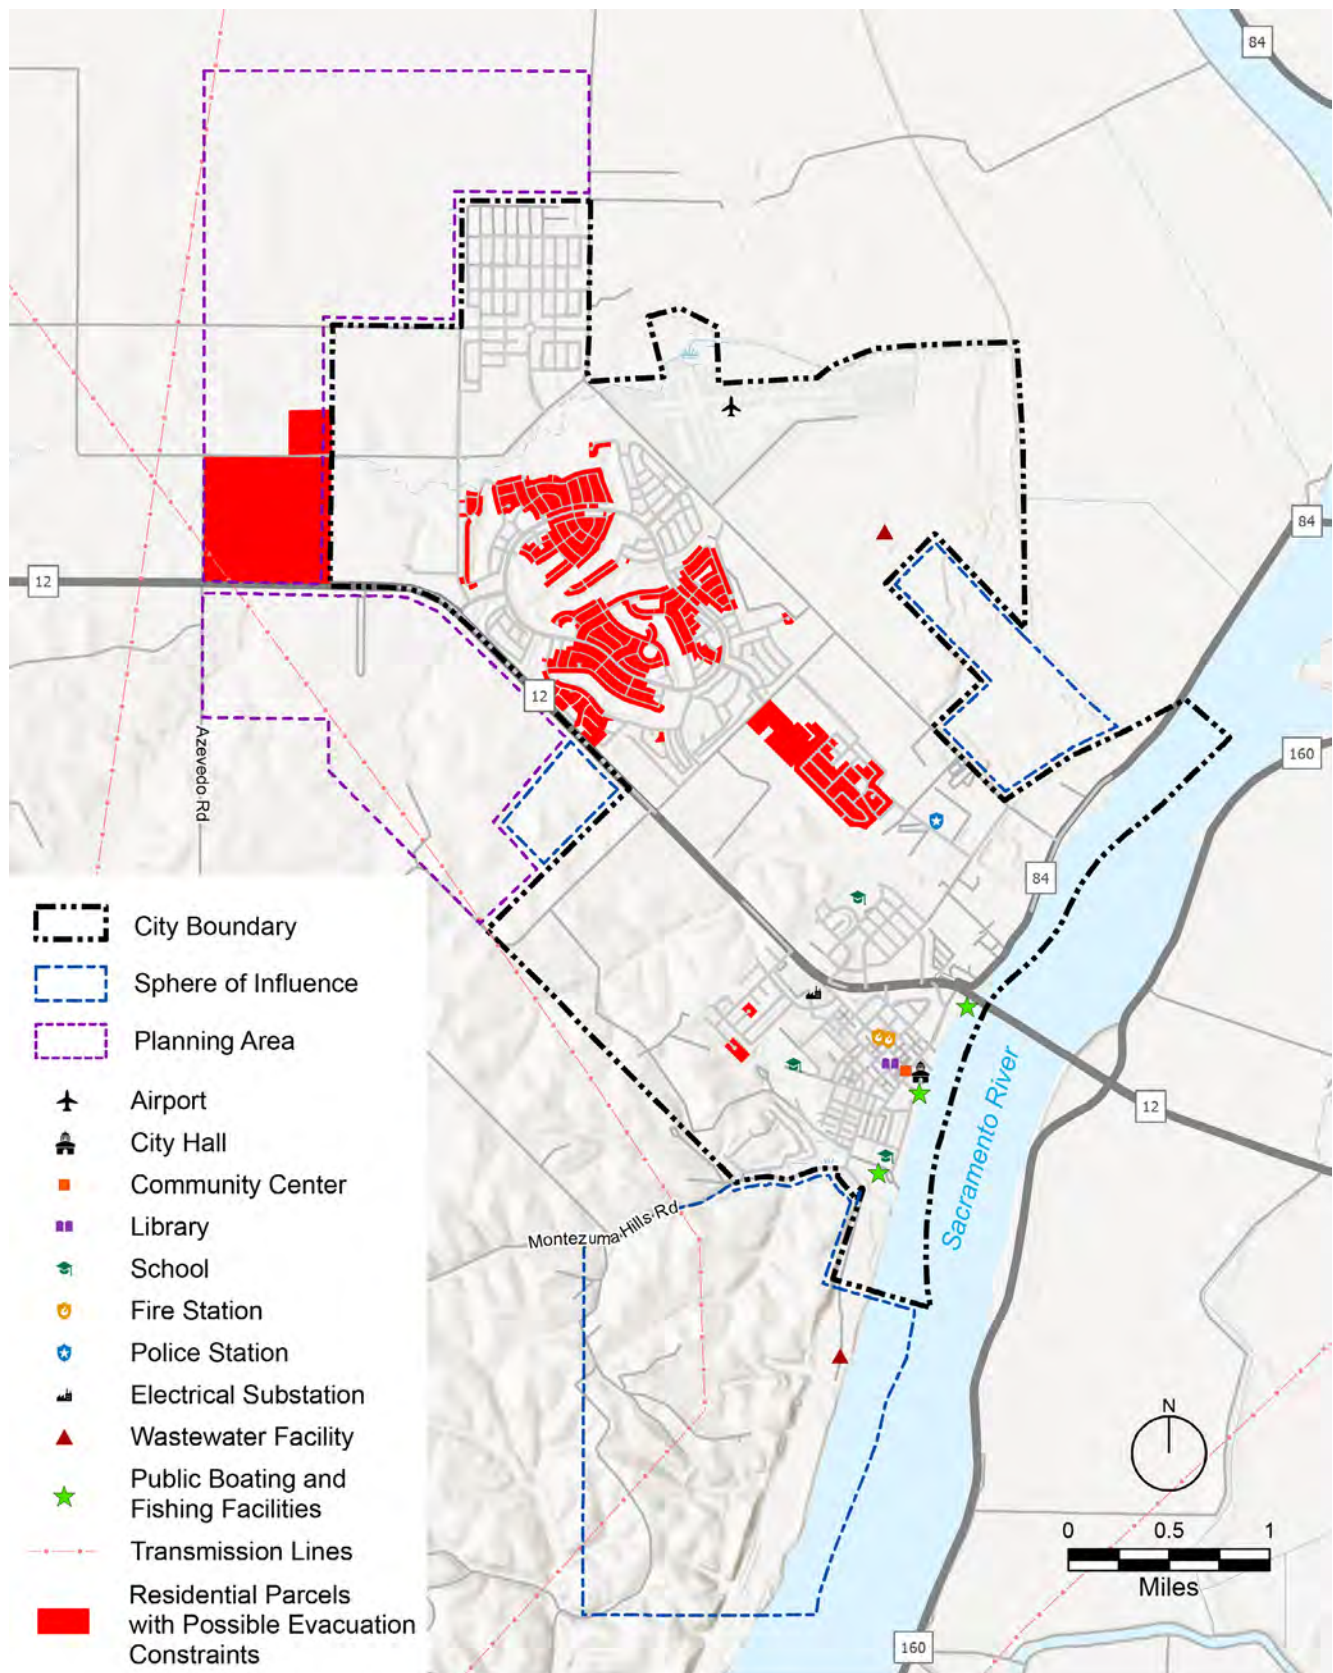 84
84
12
12
160
Azevedo Rd
84
City Boundary
Sphere of Influence
Planning Area
Airport
City Hall
Community Center
Library
School
Fire Station
Police Station
Electrical Substation
Wastewater Facility
Public Boating and
Fishing Facilities
Transmission Lines
Residential Parcels
with Possible Evacuation
Constraints
12
Sacramento River
Montezuma Hills Rd
N
0 0.5 1
Miles
160